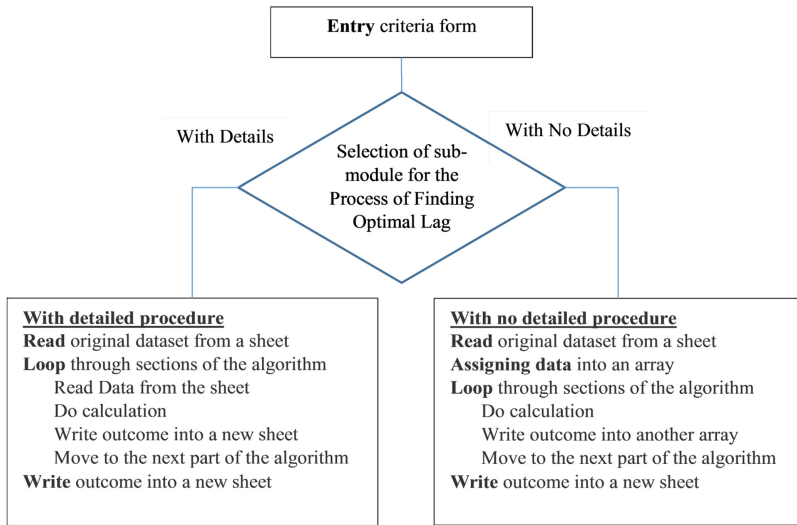 Entry criteria form
With Details
With No Details
Selection of sub-
module for the
Process of Finding
Optimal Lag
With detailed procedure
Read original dataset from a sheet
Loop through sections of the algorithm
Read Data from the sheet
Do calculation
Write outcome into a new sheet
Move to the next part of the algorithm
Write outcome into a new sheet
With no detailed procedure
Read original dataset from a sheet
Assigning data into an array
Loop through sections of the algorithm
Do calculation
Write outcome into another array
Move to the next part of the algorithm
Write outcome into a new sheet